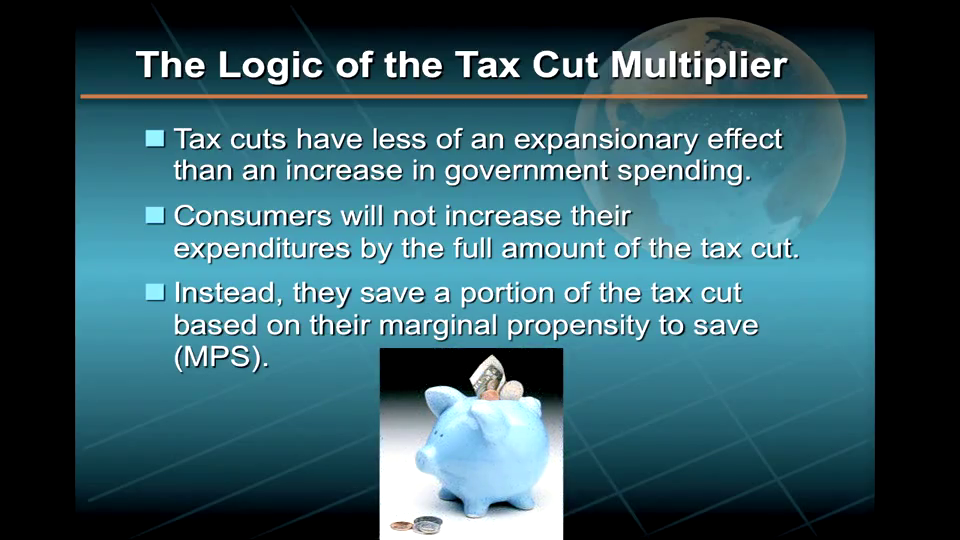 The Logic of the Tax Cut Multiplier
Tax cuts have less of an expansionary effect
than an increase in government spending.
Consumers will not increase their
expenditures by the full amount of the tax cut.
Instead, they save a portion of the tax cut
based on their marginal propensity to save
(MPS).